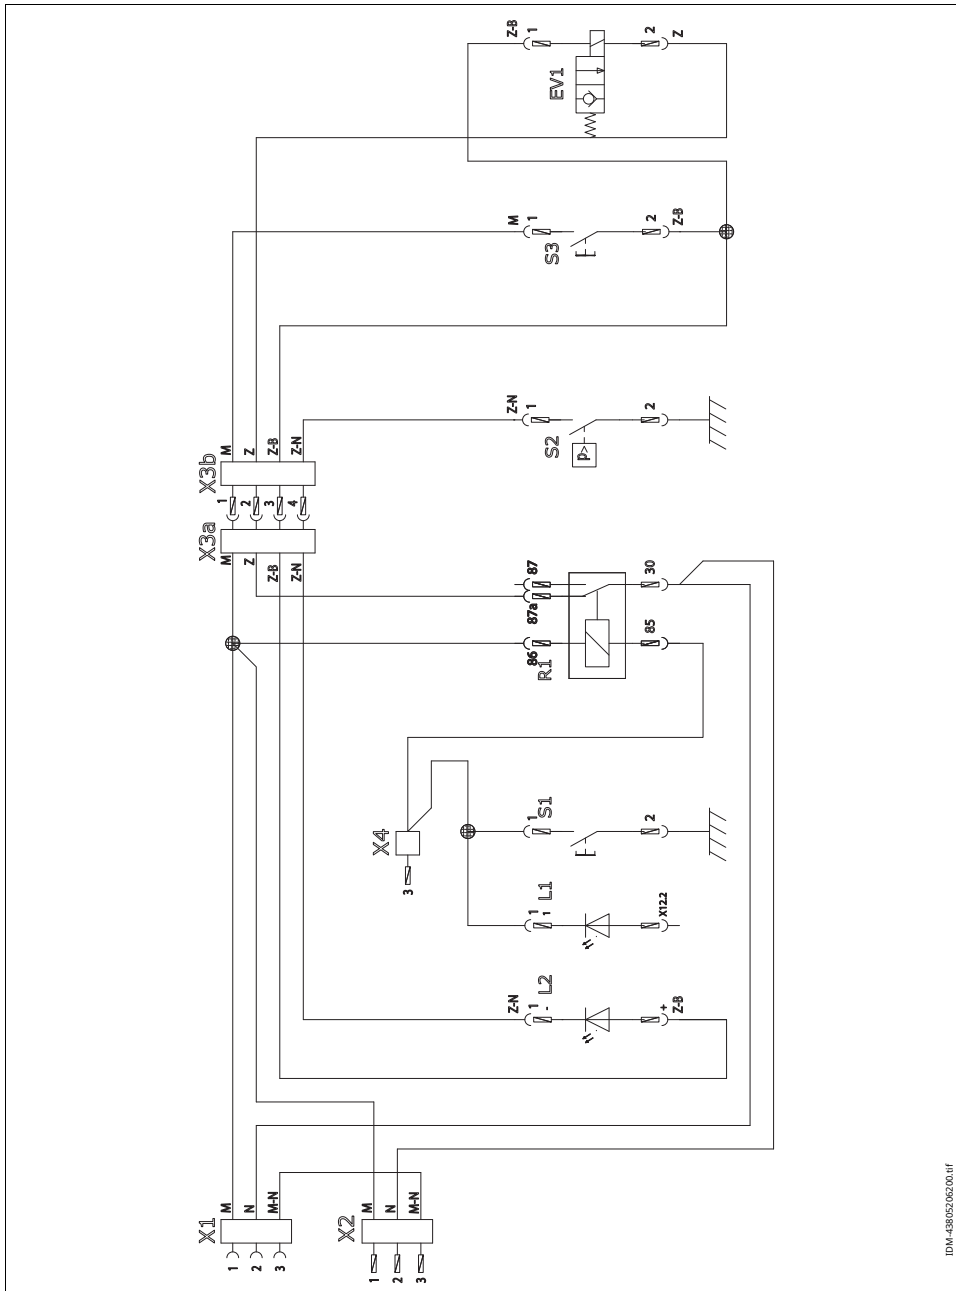 Z-B
1
2
Z
EV1
M
1
2
Z-B
S3
Z-N
1
2
S2
p>
X3b
M
Z
Z-B
Z-N
1
2
3
4
X3a
M
Z
Z-B
Z-N
87
87a
30
86
85
R1
X4
3
1
S1
2
1
1
L1
X12.2
Z-N
1
-
L2
+
Z-B
X1
M
N
M-N
1
2
3
X2
M
N
M-N
1
2
3
IDM-43805206200.tif